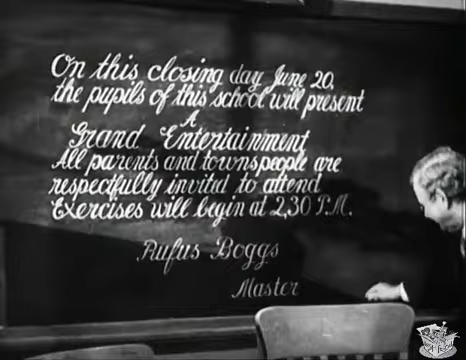 On this closing day June 20,
the pupils of this school will present
A
Grand Entertainment
All parents and townspeople are
respectfully invited to attend
Exercises will begin at 2,30 P.M.
Rufus Boggs
Master